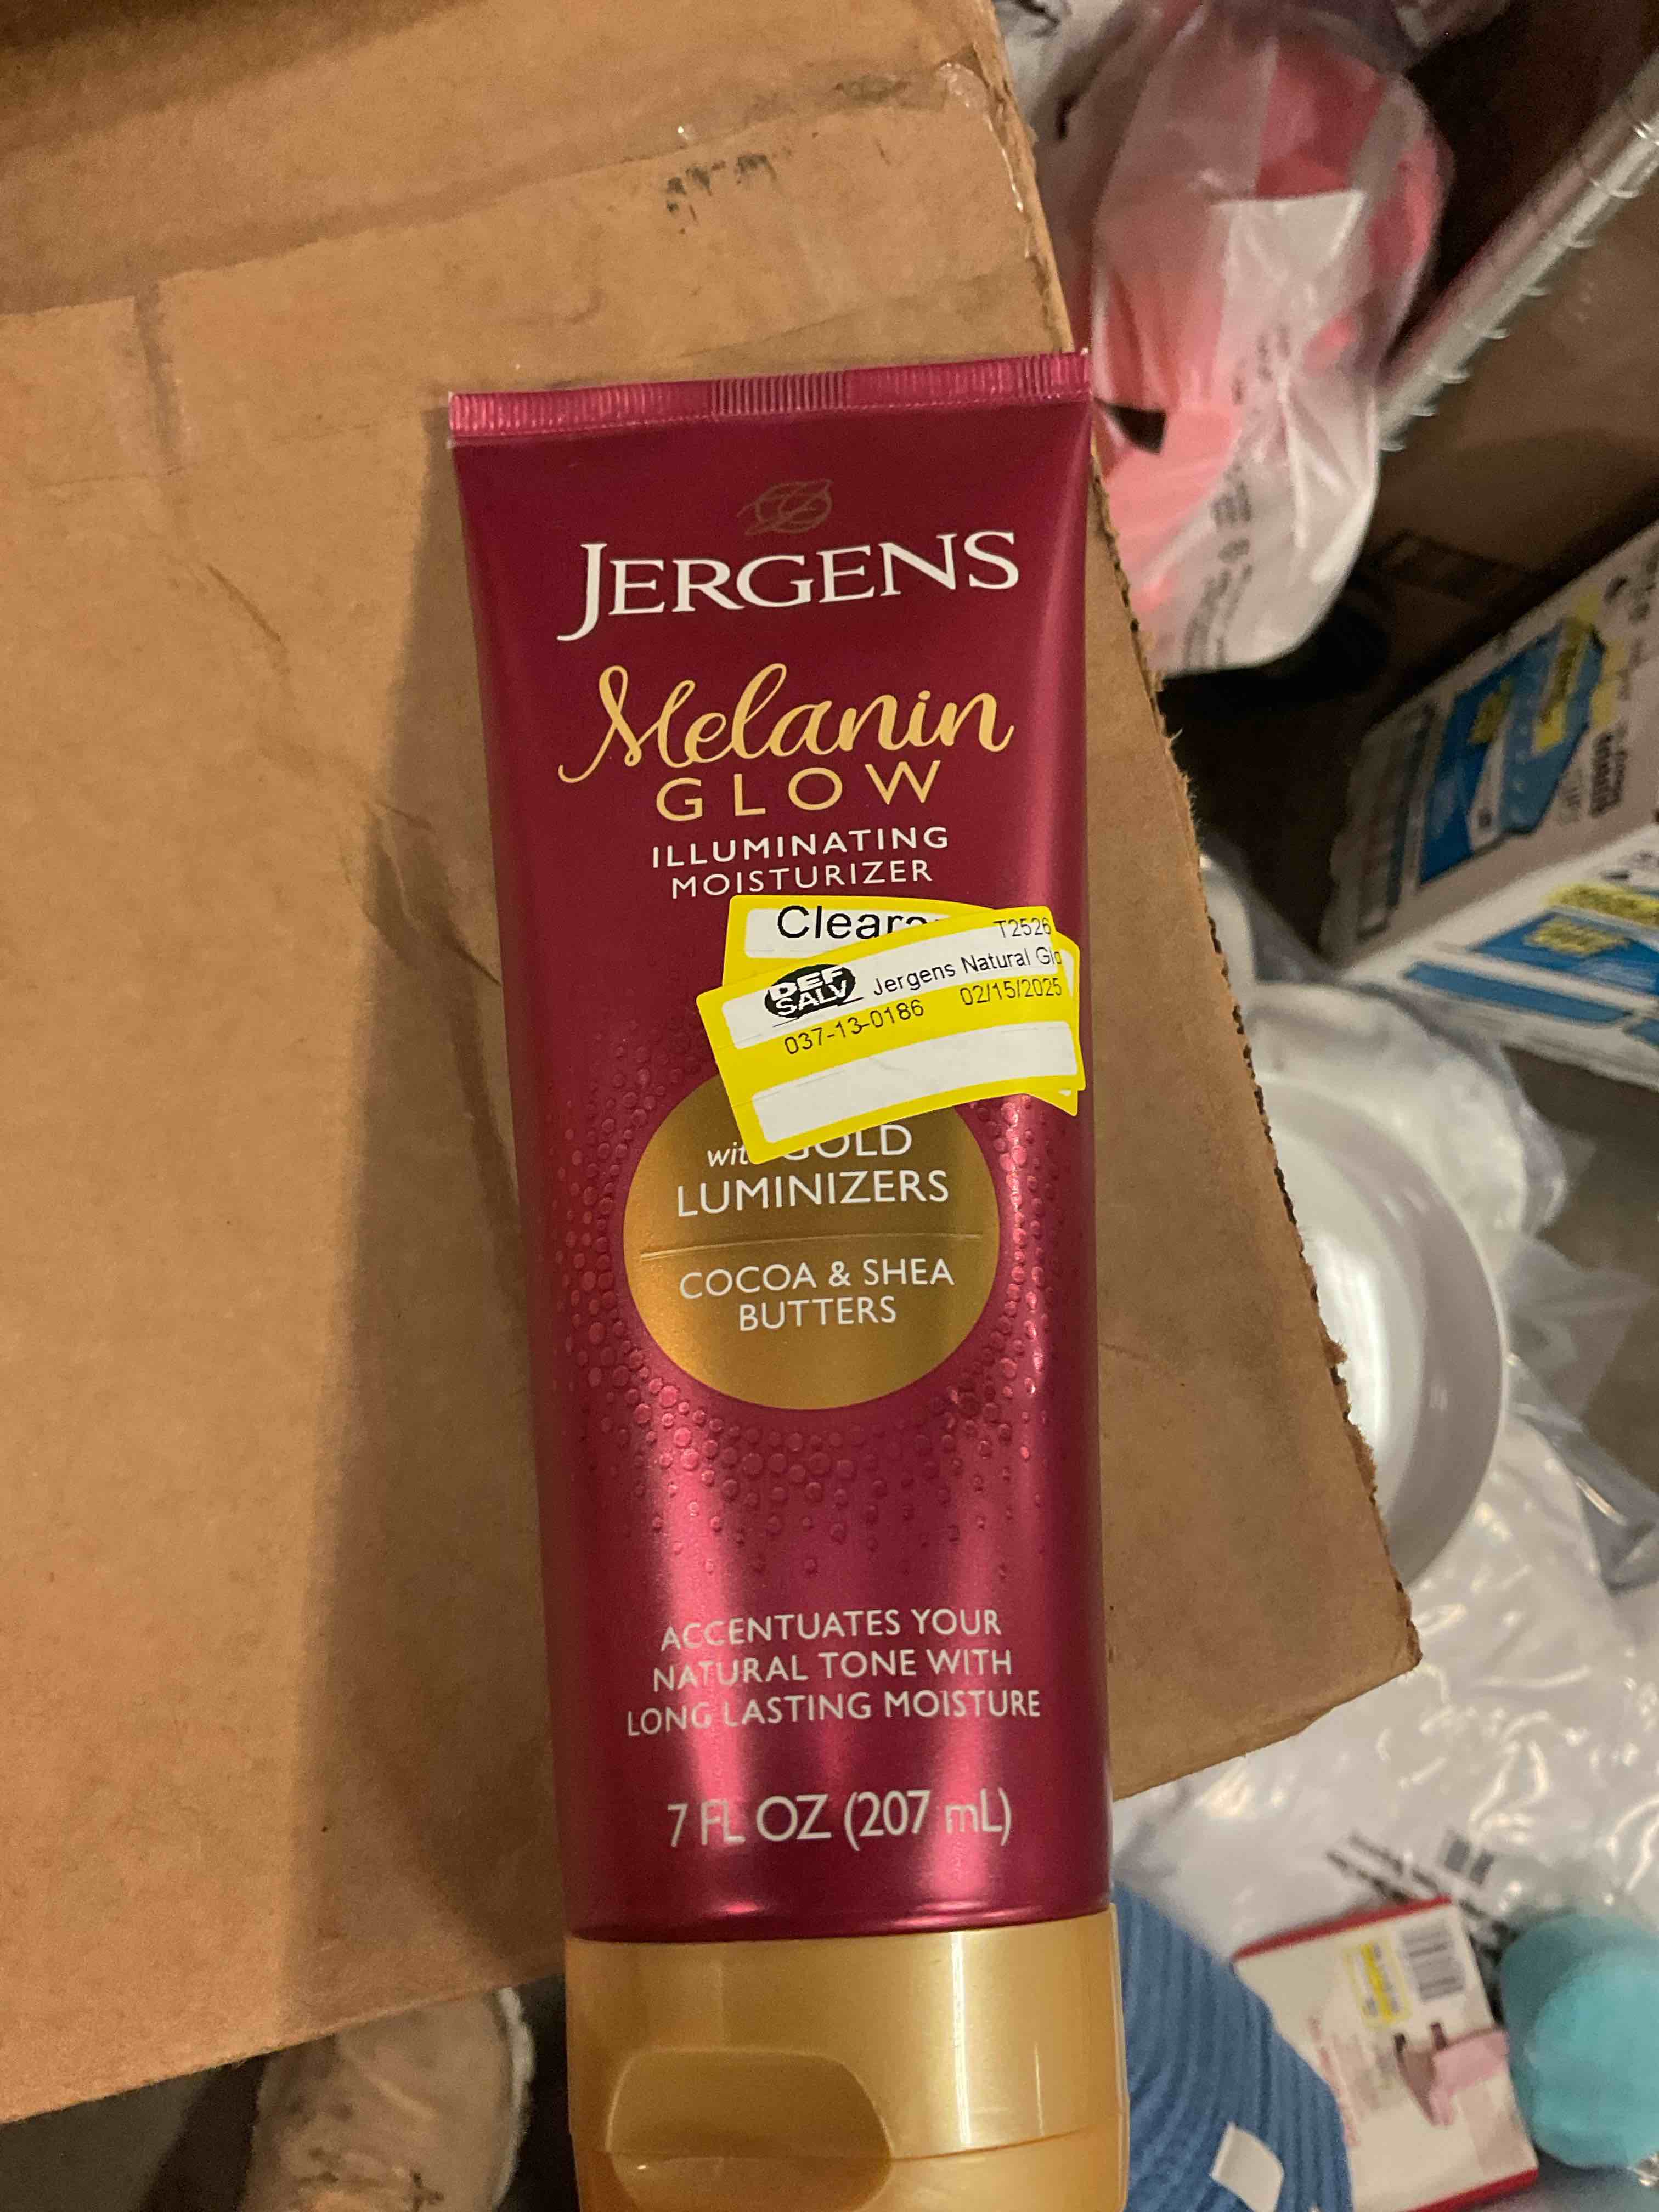 JERGENS
Melanin
GLOW
ILLUMINATING
MOISTURIZER
T2526
DEF
SALV
Jergens Natural Glo
037-13-0186 02/15/2025
GOLD
LUMINIZERS
COCOA & SHEA
BUTTERS
ACCENTUATES YOUR
NATURAL TONE WITH
LONG LASTING MOISTURE
7 FL OZ (207 mL)